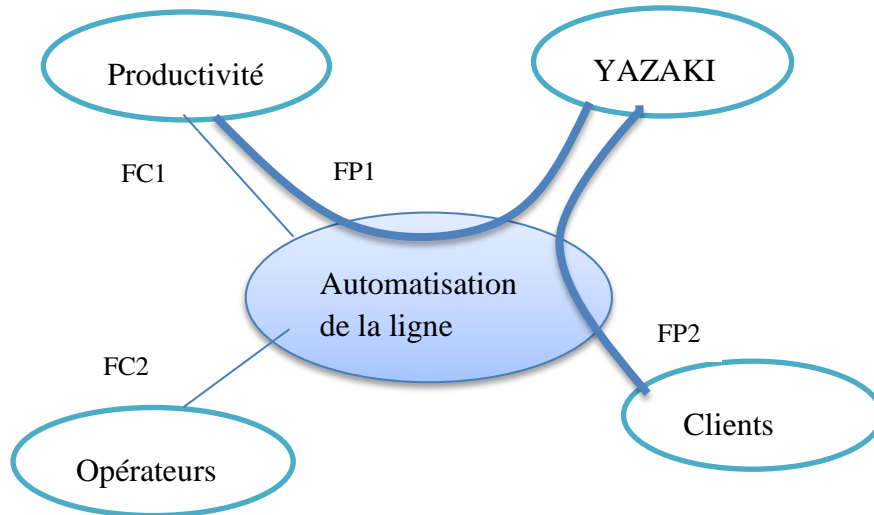 Productivité
YAZAKI
FC1
FP1
Automatisation
de la ligne
FP2
FC2
Clients
Opérateurs